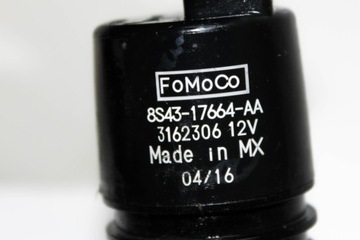 FoMoCo
8S43-17664-AA
3162306 12V
Made in MX
04/16